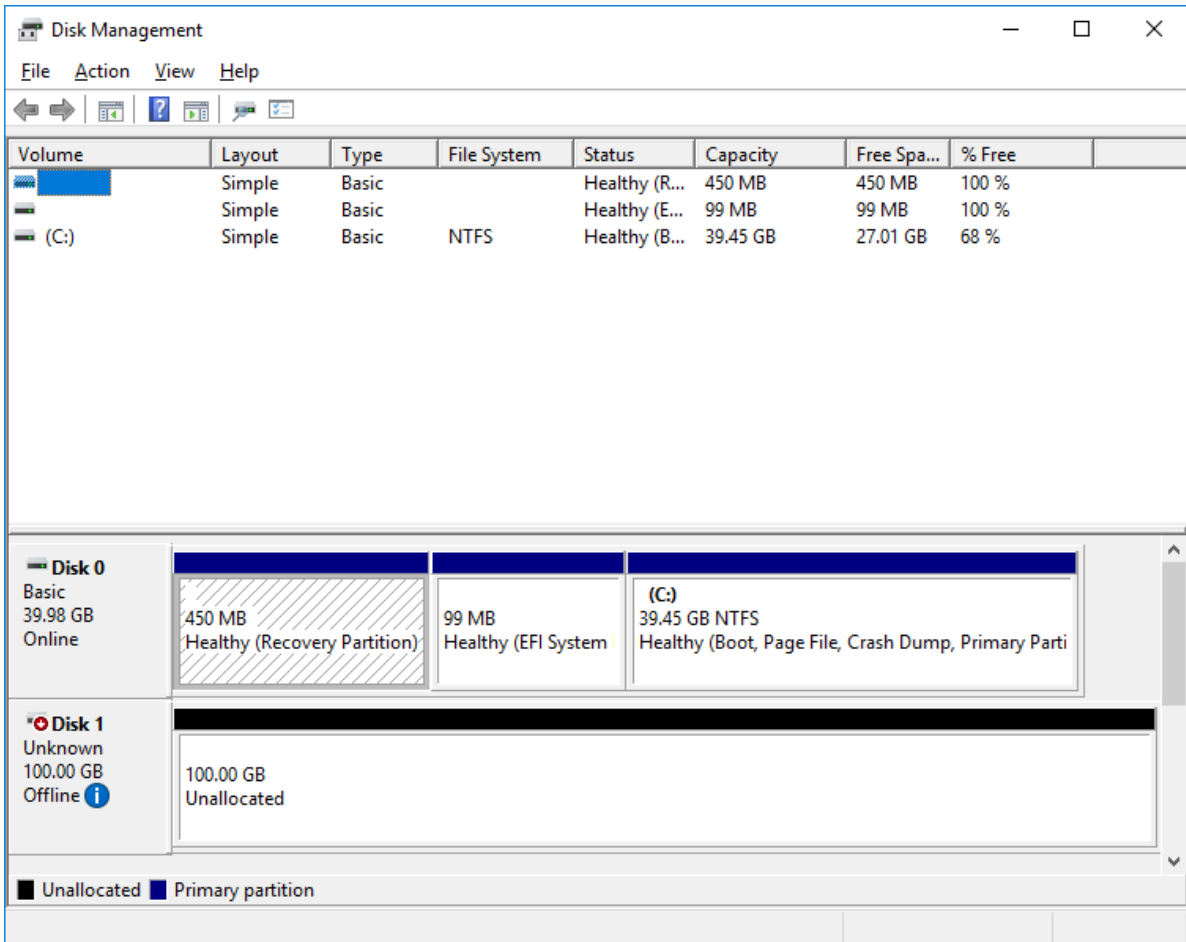 Disk Management
File Action View Help
Volume Layout Type File System Status Capacity Free Spa... % Free
Simple Basic Healthy (R... 450 MB 450 MB 100 %
Simple Basic Healthy (E... 99 MB 99 MB 100 %
(C:) Simple Basic NTFS Healthy (B... 39.45 GB 27.01 GB 68 %
Disk 0
Basic
39.98 GB
Online
450 MB
Healthy (Recovery Partition)
99 MB
Healthy (EFI System
(C:)
39.45 GB NTFS
Healthy (Boot, Page File, Crash Dump, Primary Parti
Disk 1
Unknown
100.00 GB
Offline
100.00 GB
Unallocated
Unallocated Primary partition